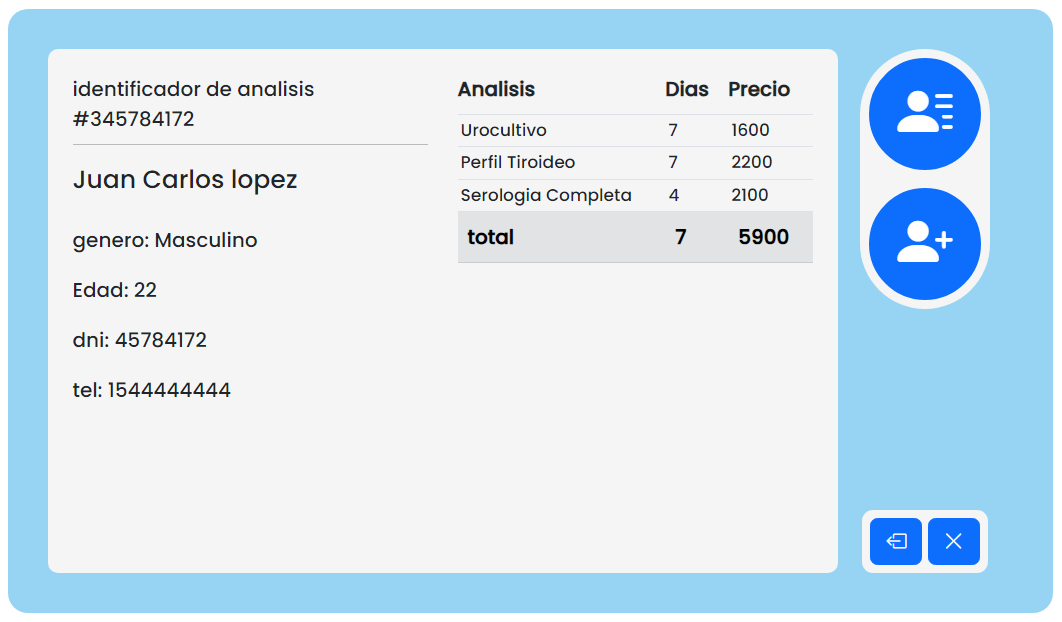 identificador de analisis
#345784172
Juan Carlos lopez
genero: Masculino
Edad: 22
dni: 45784172
tel: 1544444444
Analisis Dias Precio
Urocultivo 7 1600
Perfil Tiroideo 7 2200
Serologia Completa 4 2100
total 7 5900